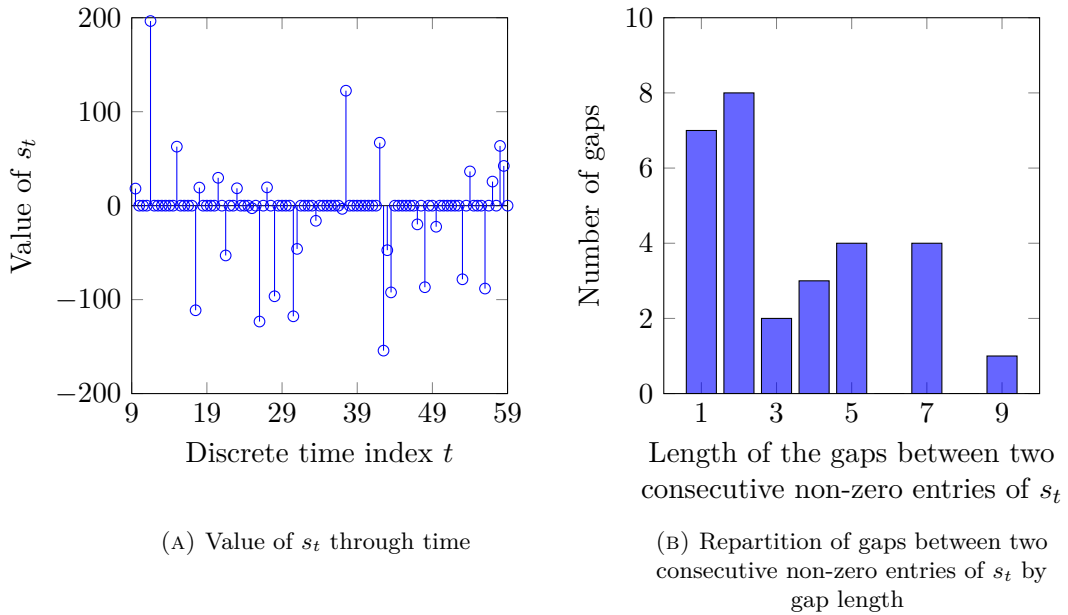 200
100
0
−100
−200
9 19 29 39 49 59
Value of s_t
Discrete time index t
(A) Value of s_t through time
10
8
6
4
2
0
1 3 5 7 9
Number of gaps
Length of the gaps between two
consecutive non-zero entries of s_t
(B) Repartition of gaps between two
consecutive non-zero entries of s_t by
gap length